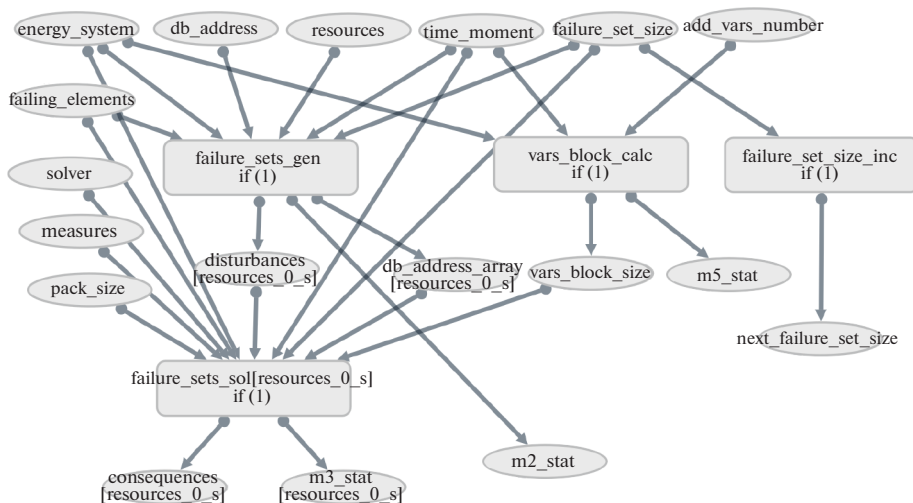 energy_system
db_address
resources
time_moment
failure_set_size
add_vars_number
failing_elements
failure_sets_gen
if (1)
vars_block_calc
if (1)
failure_set_size_inc
if (1)
solver
measures
pack_size
disturbances
[resources_0_s]
db_address_array
[resources_0_s]
vars_block_size
m5_stat
next_failure_set_size
failure_sets_sol[resources_0_s]
if (1)
consequences
[resources_0_s]
m3_stat
[resources_0_s]
m2_stat